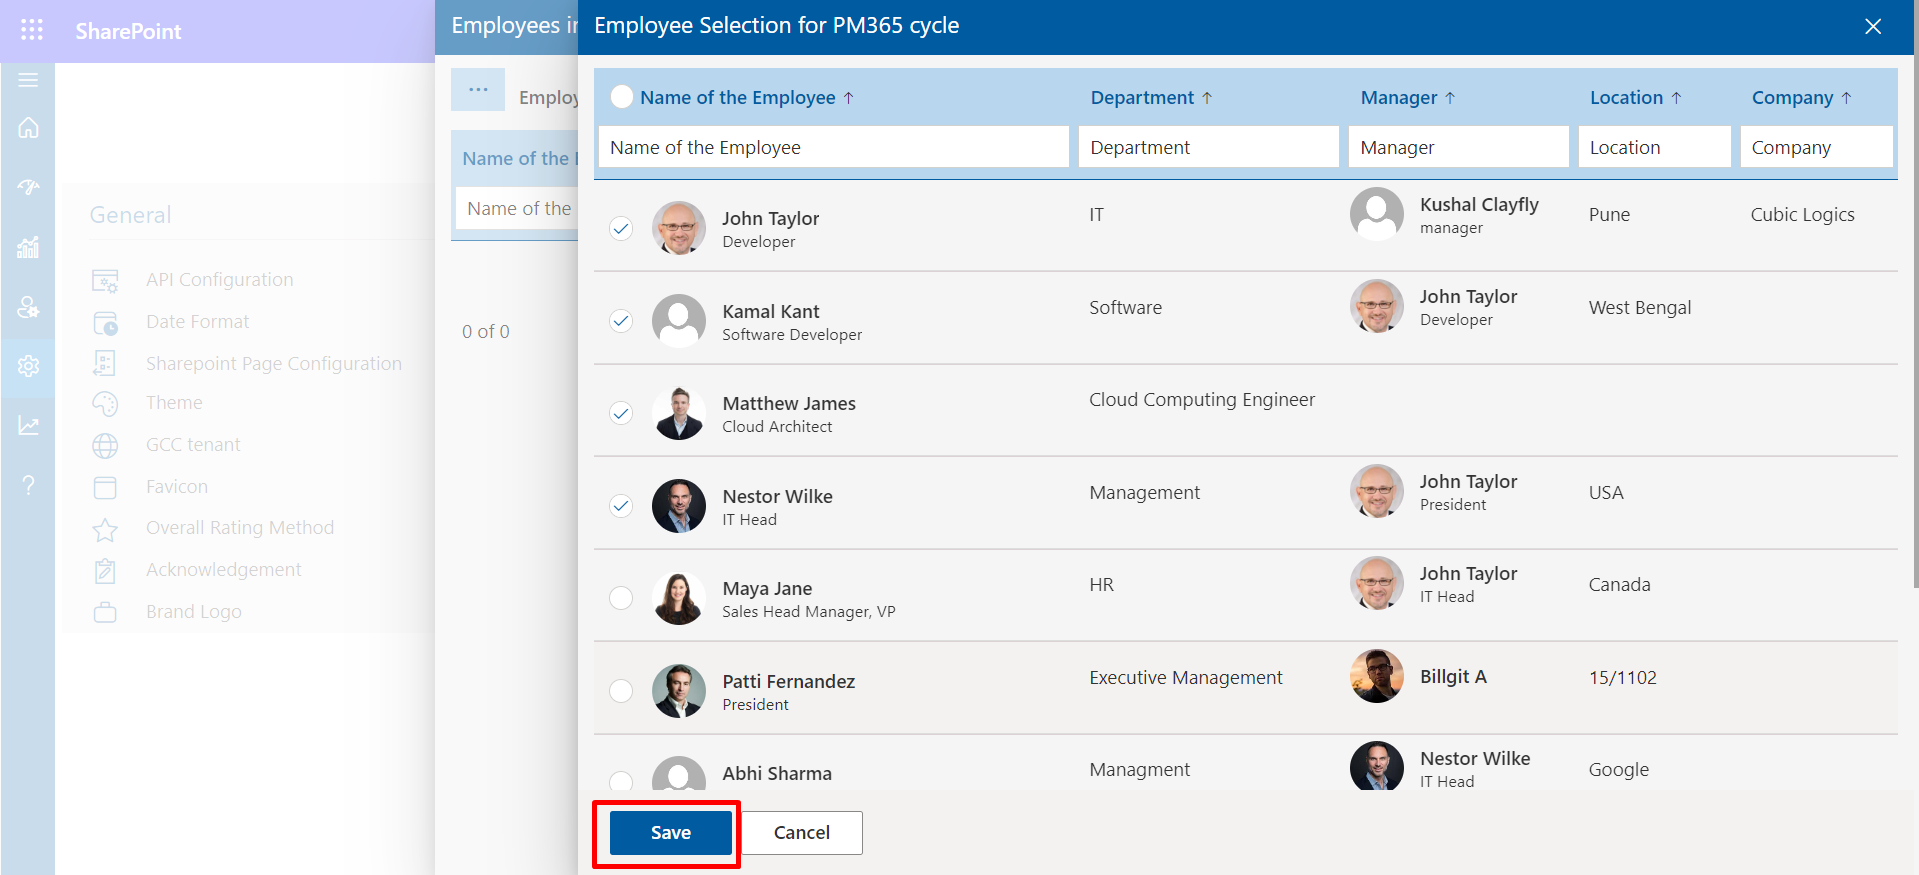 SharePoint
Employees in
Employee Selection for PM365 cycle
General
API Configuration
Date Format
Sharepoint Page Configuration
Theme
GCC tenant
Favicon
Overall Rating Method
Acknowledgement
Brand Logo
...
Employ
Name of the
Name of the
0 of 0
Name of the Employee ↑ Department ↑ Manager ↑ Location ↑ Company ↑
Name of the Employee Department Manager Location Company
John Taylor IT Kushal Clayfly Pune Cubic Logics
Developer manager
Kamal Kant Software John Taylor West Bengal
Software Developer Developer
Matthew James Cloud Computing Engineer
Cloud Architect
Nestor Wilke Management John Taylor USA
IT Head President
Maya Jane HR John Taylor Canada
Sales Head Manager, VP IT Head
Patti Fernandez Executive Management Billgit A 15/1102
President
Abhi Sharma Managment Nestor Wilke Google
IT Head
Save Cancel